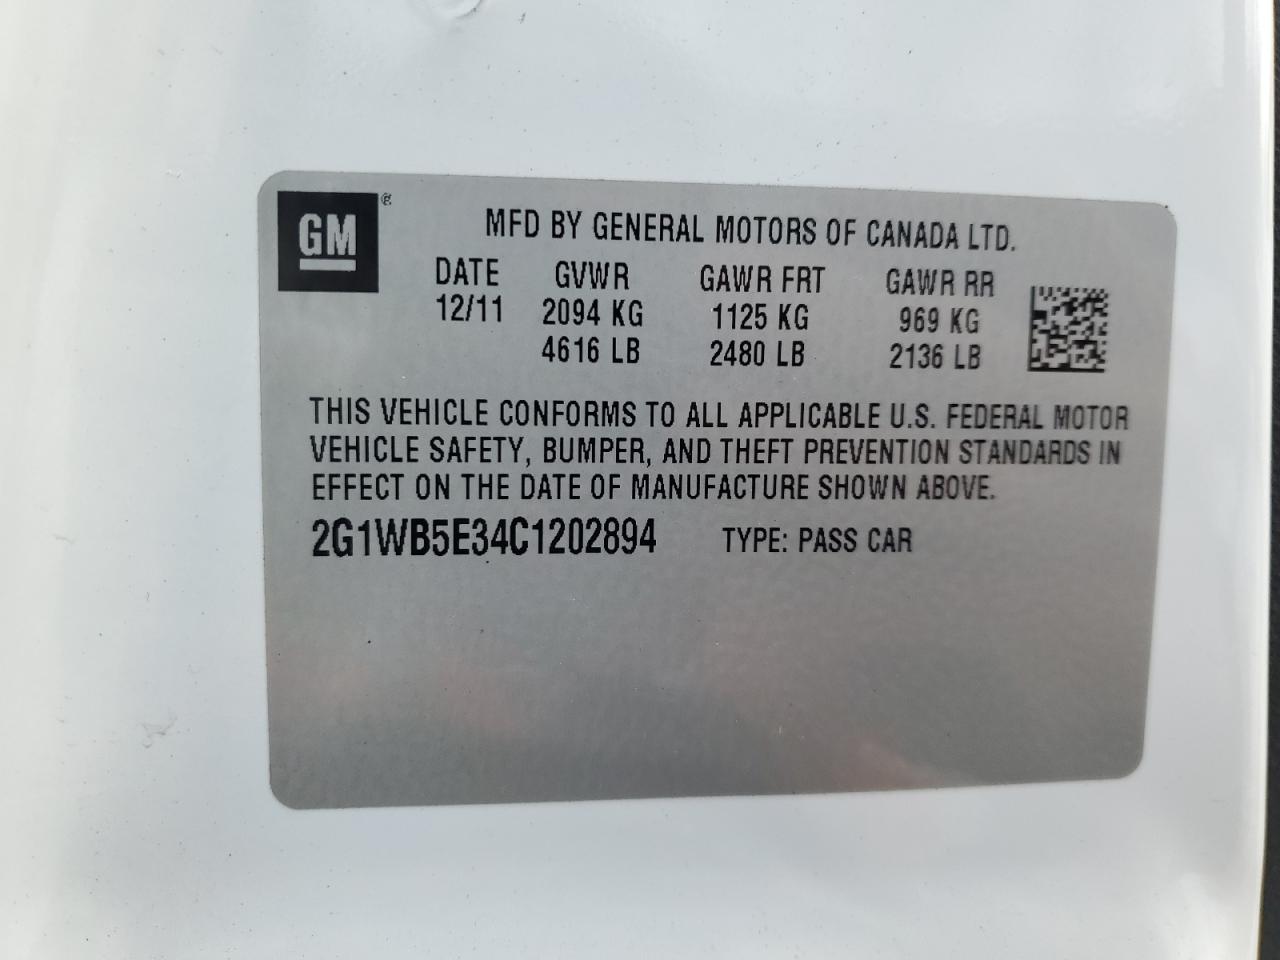 GM®
MFD BY GENERAL MOTORS OF CANADA LTD.
DATE GVWR GAWR FRT GAWR RR
12/11 2094 KG 1125 KG 969 KG
4616 LB 2480 LB 2136 LB
THIS VEHICLE CONFORMS TO ALL APPLICABLE U.S. FEDERAL MOTOR
VEHICLE SAFETY, BUMPER, AND THEFT PREVENTION STANDARDS IN
EFFECT ON THE DATE OF MANUFACTURE SHOWN ABOVE.
2G1WB5E34C1202894 TYPE: PASS CAR